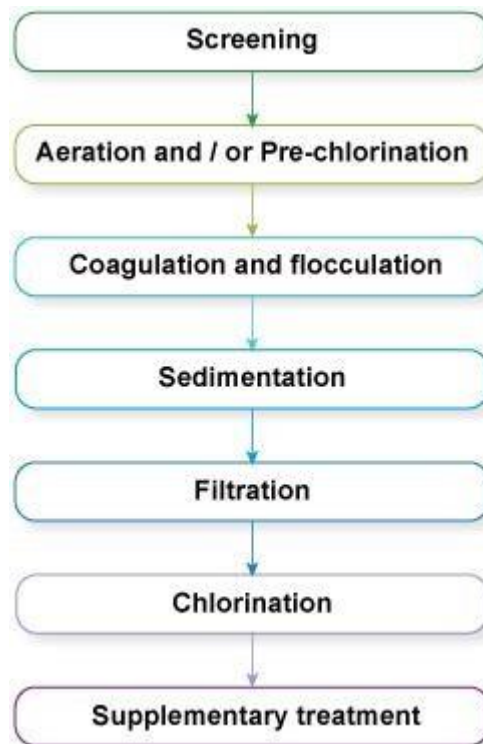 Screening
Aeration and / or Pre-chlorination
Coagulation and flocculation
Sedimentation
Filtration
Chlorination
Supplementary treatment